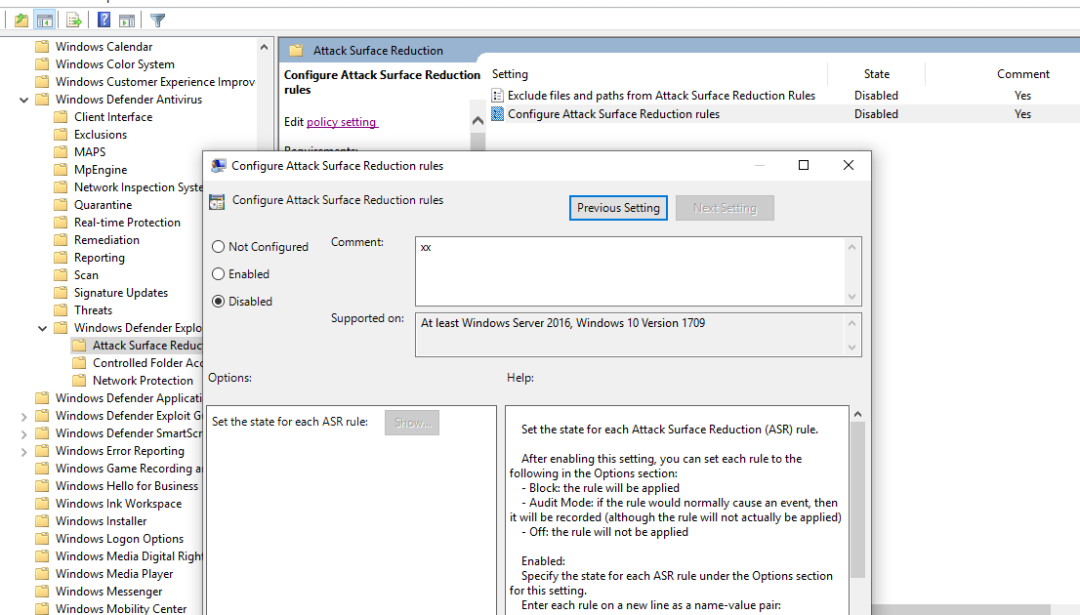 Windows Calendar
Windows Color System
Windows Customer Experience Improv
Windows Defender Antivirus
Client Interface
Exclusions
MAPS
MpEngine
Network Inspection Syste
Quarantine
Real-time Protection
Remediation
Reporting
Scan
Signature Updates
Threats
Windows Defender Explo
Attack Surface Reduc
Controlled Folder Acc
Network Protection
Windows Defender Applicati
Windows Defender Exploit G
Windows Defender SmartScr
Windows Error Reporting
Windows Game Recording a
Windows Hello for Business
Windows Ink Workspace
Windows Installer
Windows Logon Options
Windows Media Digital Right
Windows Media Player
Windows Messenger
Windows Mobility Center
Attack Surface Reduction
Configure Attack Surface Reduction
rules
Edit policy setting
Requirements:
Setting State Comment
Exclude files and paths from Attack Surface Reduction Rules Disabled Yes
Configure Attack Surface Reduction rules Disabled Yes
Configure Attack Surface Reduction rules
Configure Attack Surface Reduction rules
Previous Setting Next Setting
Not Configured
Enabled
Disabled
Comment: xx
Supported on: At least Windows Server 2016, Windows 10 Version 1709
Options: Help:
Set the state for each ASR rule: Show...
Set the state for each Attack Surface Reduction (ASR) rule.
After enabling this setting, you can set each rule to the
following in the Options section:
- Block: the rule will be applied
- Audit Mode: if the rule would normally cause an event, then
it will be recorded (although the rule will not actually be applied)
- Off: the rule will not be applied
Enabled:
Specify the state for each ASR rule under the Options section
for this setting.
Enter each rule on a new line as a name-value pair: